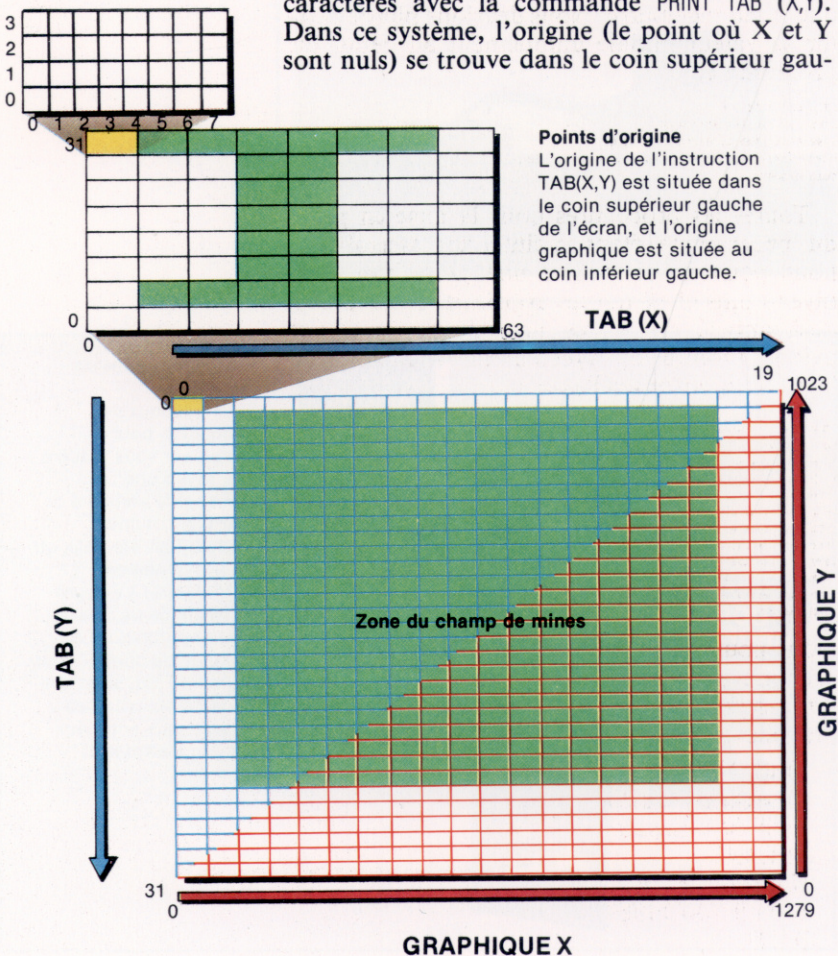 caractères avec la commande PRINT TAB (X,Y).
Dans ce système, l'origine (le point où X et Y
sont nuls) se trouve dans le coin supérieur gau-
3
2
1
0
0 1 2 3 4 5 6 7
31
Points d'origine
L'origine de l'instruction
TAB(X,Y) est située dans
le coin supérieur gauche
de l'écran, et l'origine
graphique est située au
coin inférieur gauche.
0
0
63
TAB (X)
0
19
1023
0
TAB (Y)
Zone du champ de mines
GRAPHIQUE Y
31
0
0
1279
GRAPHIQUE X